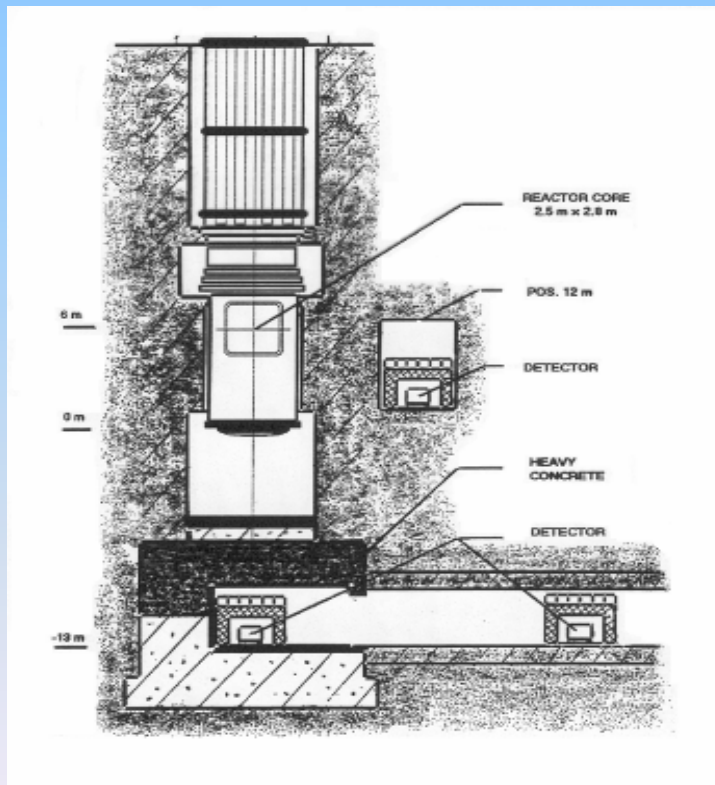 REACTOR CORE
2.5 m x 2.8 m
POS. 12 m
6 m
DETECTOR
0 m
HEAVY
CONCRETE
DETECTOR
-13 m